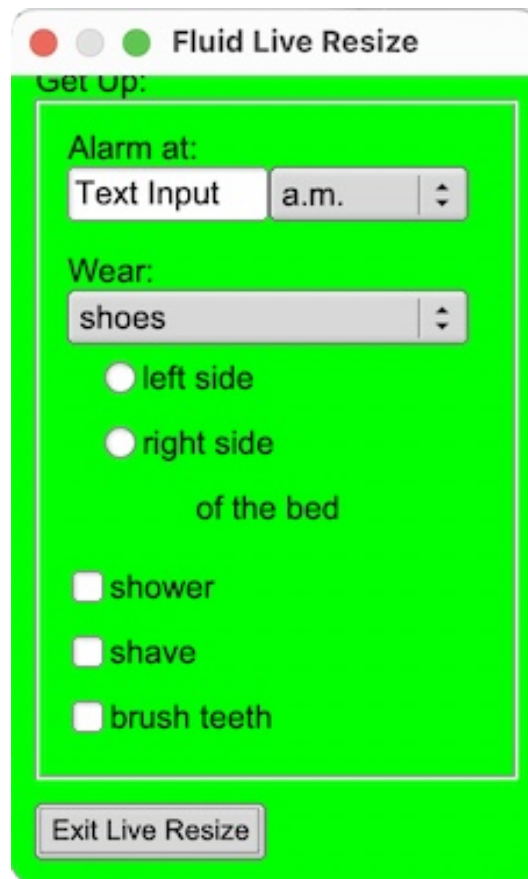 Fluid Live Resize
Get Up:
Alarm at:
Text Input a.m.
Wear:
shoes
left side
right side
of the bed
shower
shave
brush teeth
Exit Live Resize